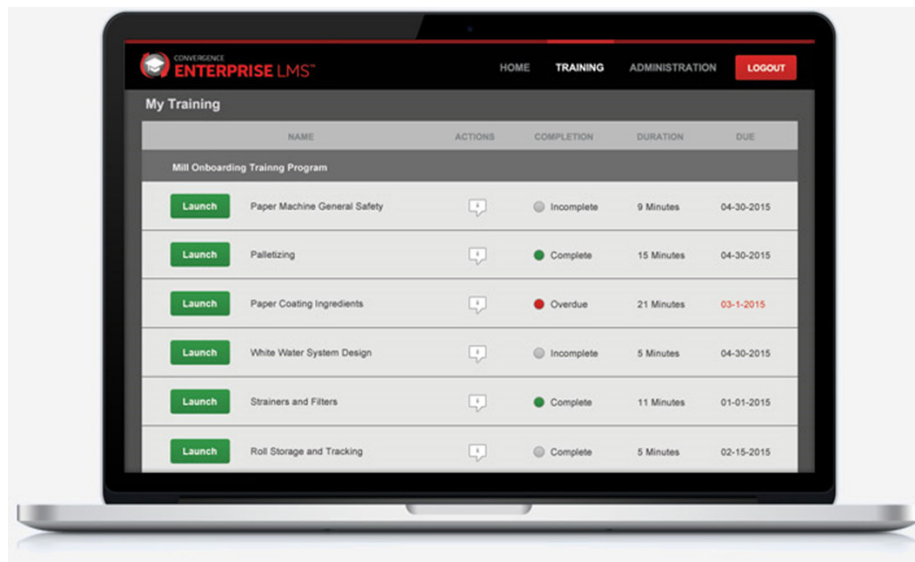 CONVERGENCE
ENTERPRISE LMS™
HOME TRAINING ADMINISTRATION LOGOUT
My Training
NAME ACTIONS COMPLETION DURATION DUE
Mill Onboarding Trainng Program
Launch Paper Machine General Safety Incomplete 9 Minutes 04-30-2015
Launch Palletizing Complete 15 Minutes 04-30-2015
Launch Paper Coating Ingredients Overdue 21 Minutes 03-1-2015
Launch White Water System Design Incomplete 5 Minutes 04-30-2015
Launch Strainers and Filters Complete 11 Minutes 01-01-2015
Launch Roll Storage and Tracking Complete 5 Minutes 02-15-2015